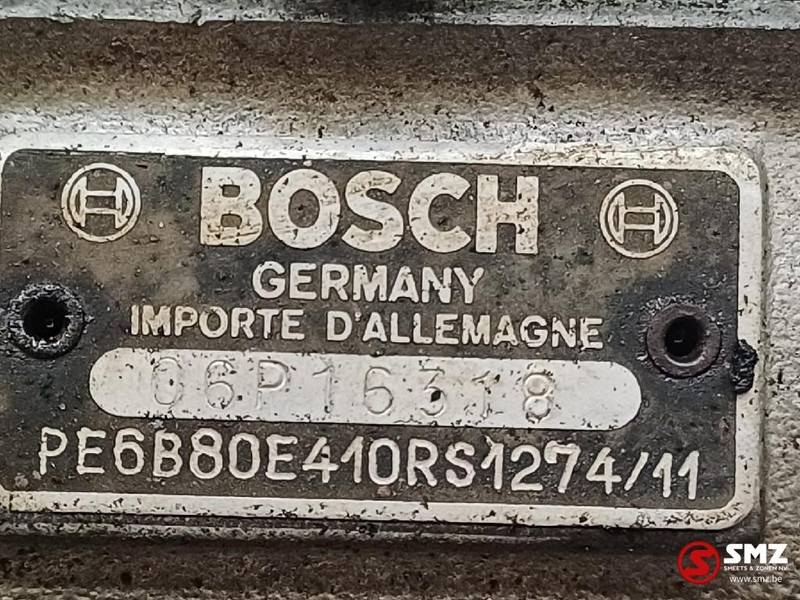 BOSCH
GERMANY
IMPORTE D'ALLEMAGNE
06P16318
PE6B80E410RS1274/11
SMZ
SMEETS & ZONEN NV.
www.smz.be